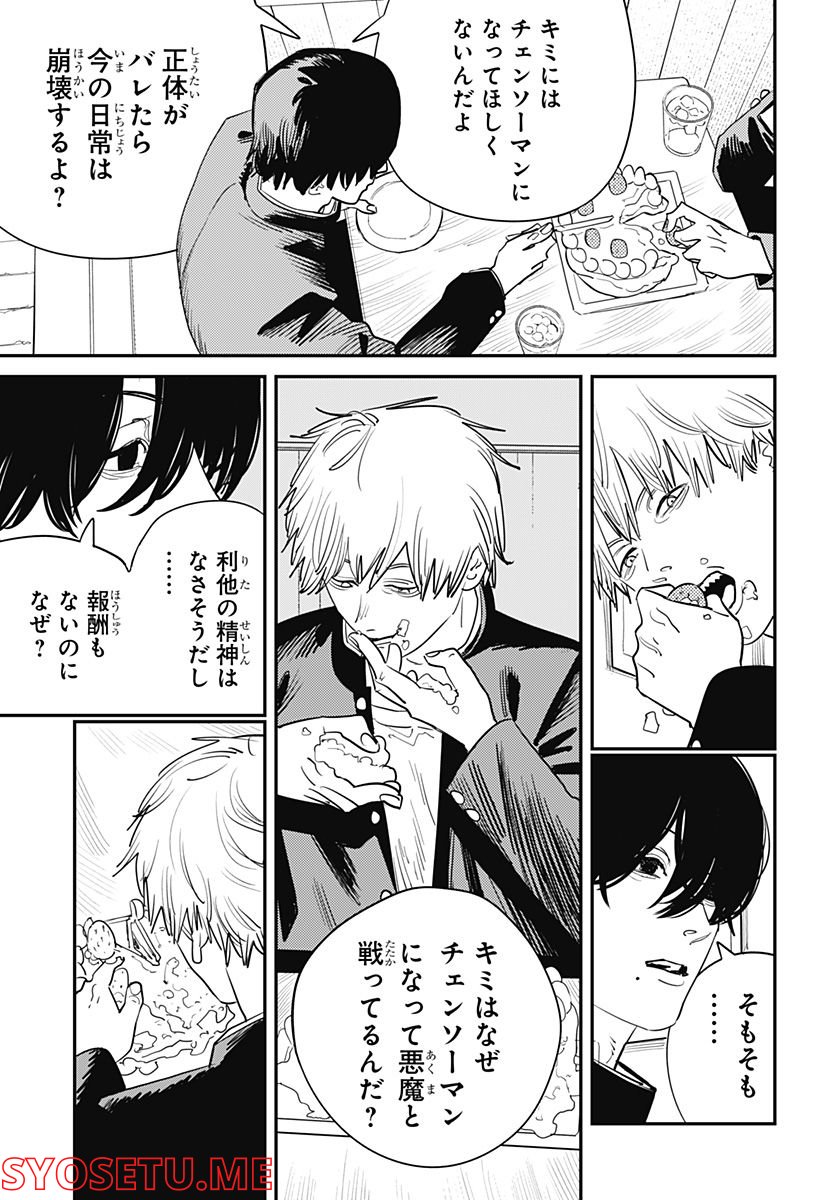 キミには
チェンソーマンに
なってほしく
ないんだよ
正体が
バレたら
今の日常は
崩壊するよ？
そもそも
……
キミはなぜ
チェンソーマン
になって悪魔と
戦ってるんだ？
利他の精神は
なさそうだし
……
報酬も
ないのに
なぜ？
SYOSETU.ME